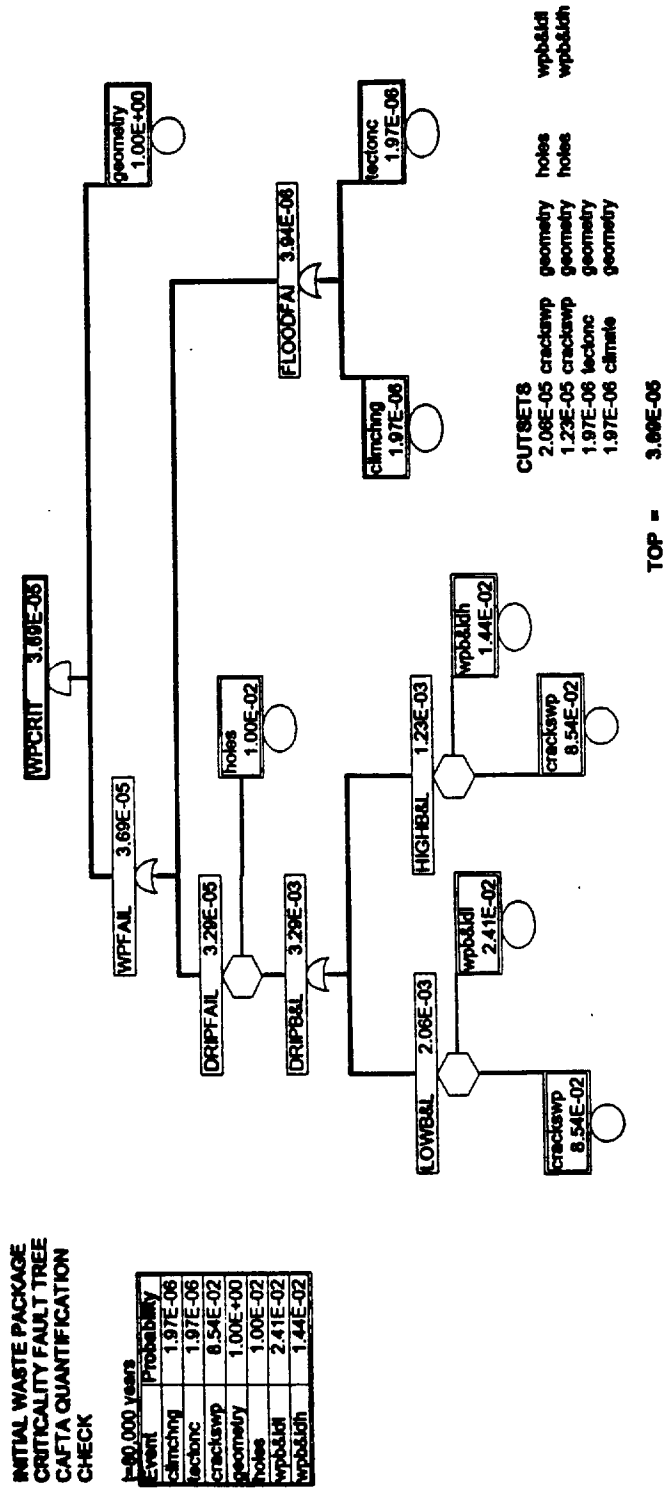 INITIAL WASTE PACKAGE
CRITICALITY FAULT TREE
CAFTA QUANTIFICATION
CHECK
t=80,000 years
Event Probability
climchng 1.97E-06
tectonc 1.97E-06
crackswp 8.54E-02
geometry 1.00E+00
holes 1.00E-02
wpb&ldl 2.41E-02
wpb&ldh 1.44E-02
WPCRIT 3.69E-05
WPFAIL 3.69E-05
geometry
1.00E+00
DRIPFAIL 3.29E-05
holes
1.00E-02
FLOODFAI 3.94E-06
DRIPB&L 3.29E-03
climchng
1.97E-06
tectonc
1.97E-06
LOWB&L 2.06E-03
HIGHB&L 1.23E-03
wpb&ldl
2.41E-02
wpb&ldh
1.44E-02
crackswp
8.54E-02
crackswp
8.54E-02
CUTSETS
2.06E-05 crackswp geometry holes wpb&ldl
1.23E-05 crackswp geometry holes wpb&ldh
1.97E-06 tectonc geometry
1.97E-06 climate geometry
TOP = 3.69E-05